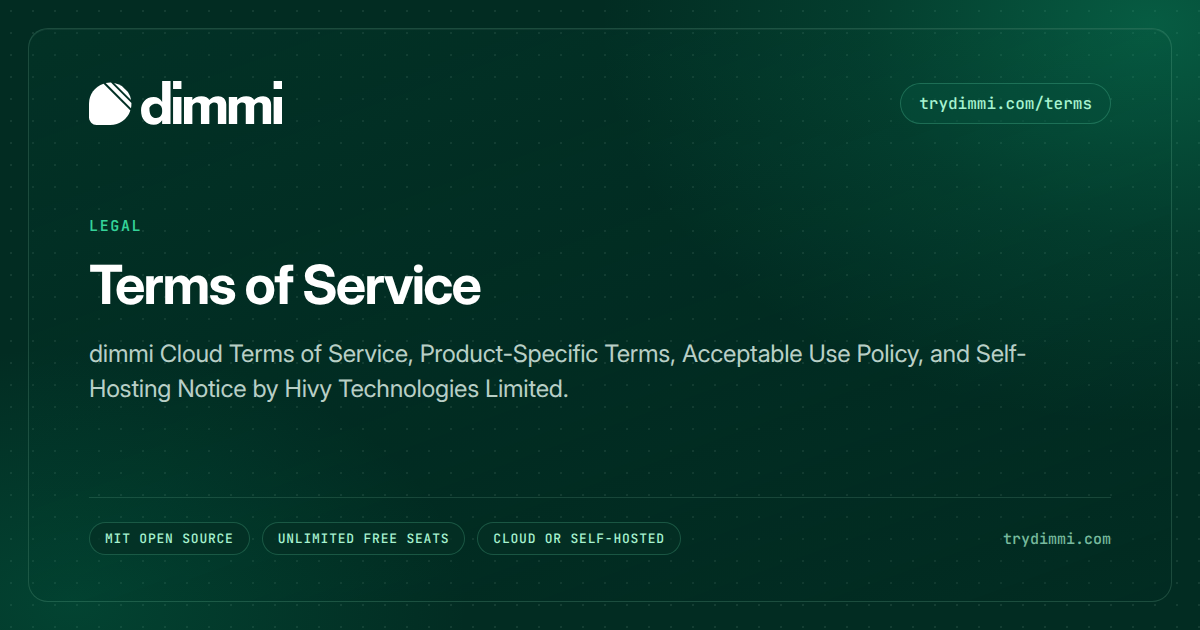 dimmi
trydimmi.com/terms
LEGAL
Terms of Service
dimmi Cloud Terms of Service, Product-Specific Terms, Acceptable Use Policy, and Self-
Hosting Notice by Hivy Technologies Limited.
MIT OPEN SOURCE
UNLIMITED FREE SEATS
CLOUD OR SELF-HOSTED
trydimmi.com